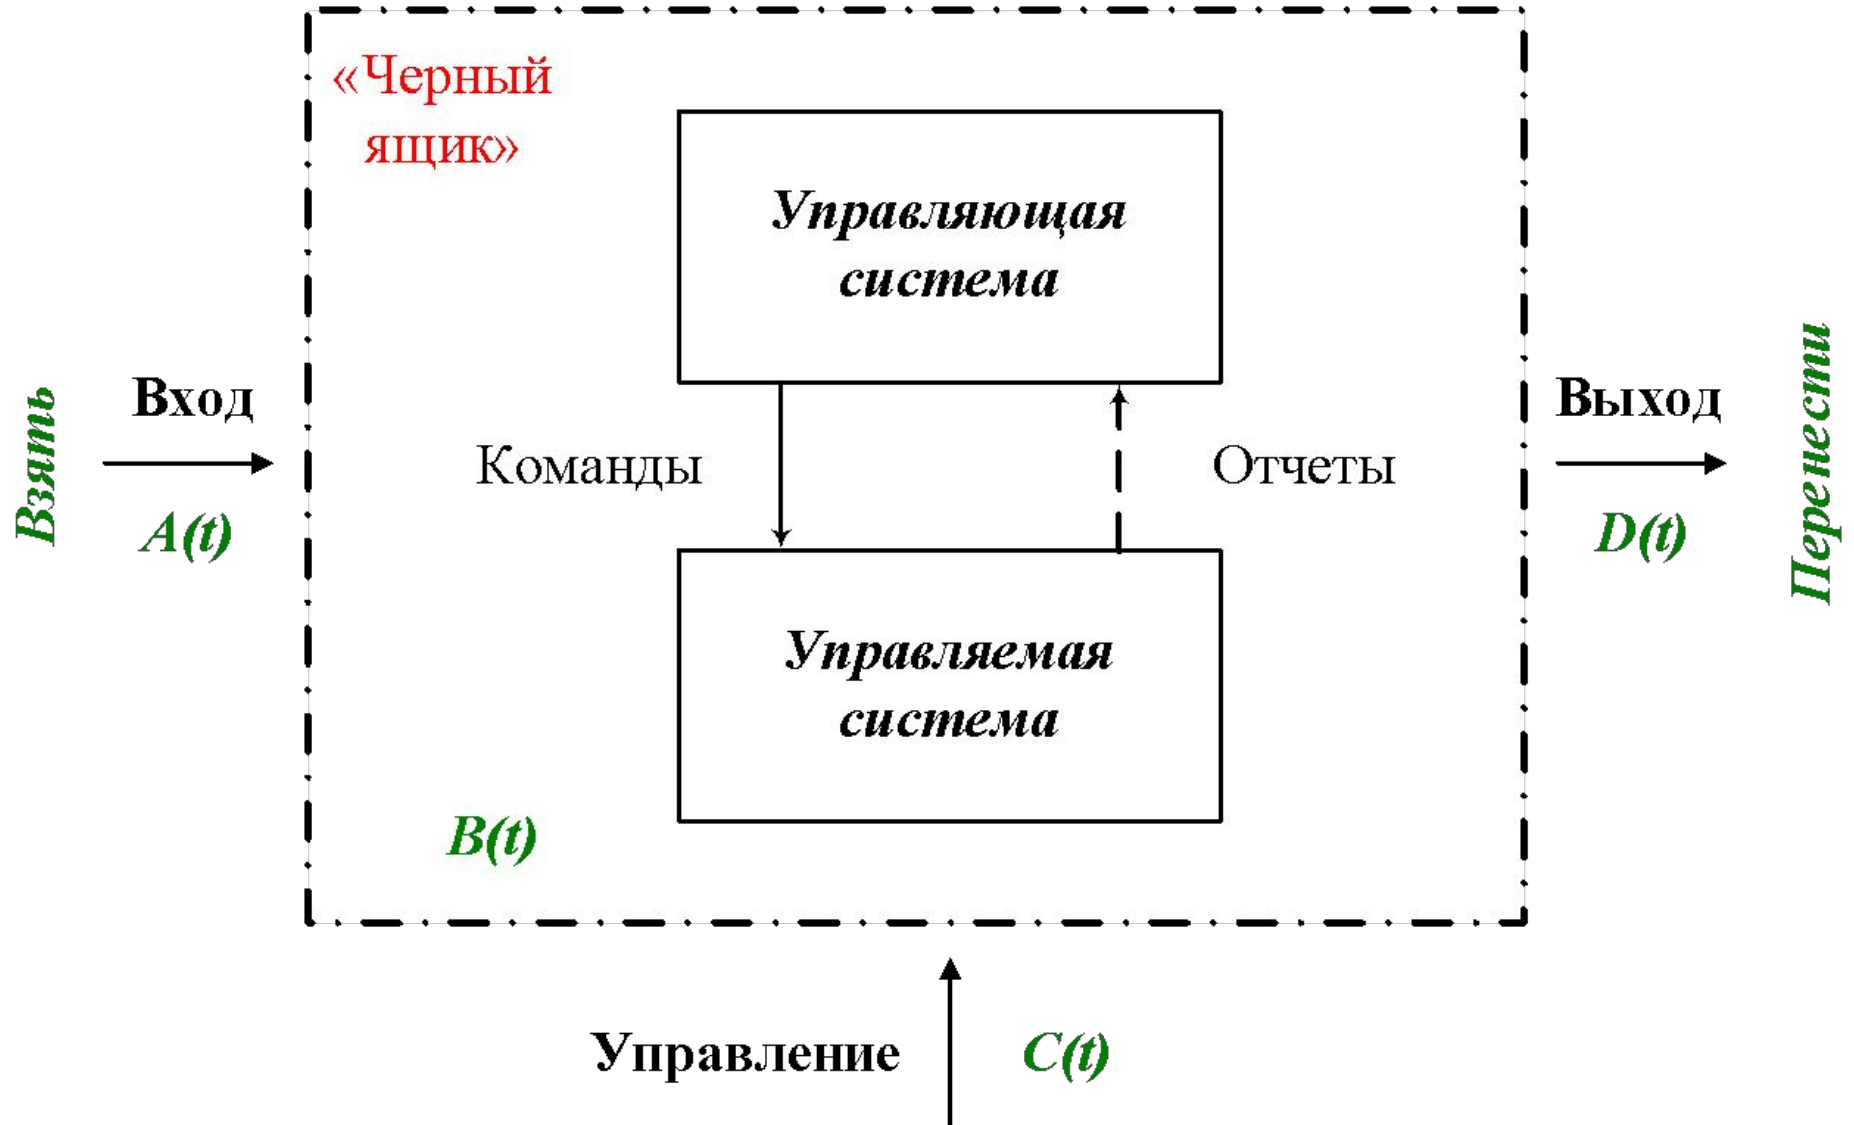 «Черный
ящик»
Управляющая
система
Взять
Вход
A(t)
Команды
Отчеты
Выход
D(t)
Перенести
Управляемая
система
B(t)
Управление
C(t)